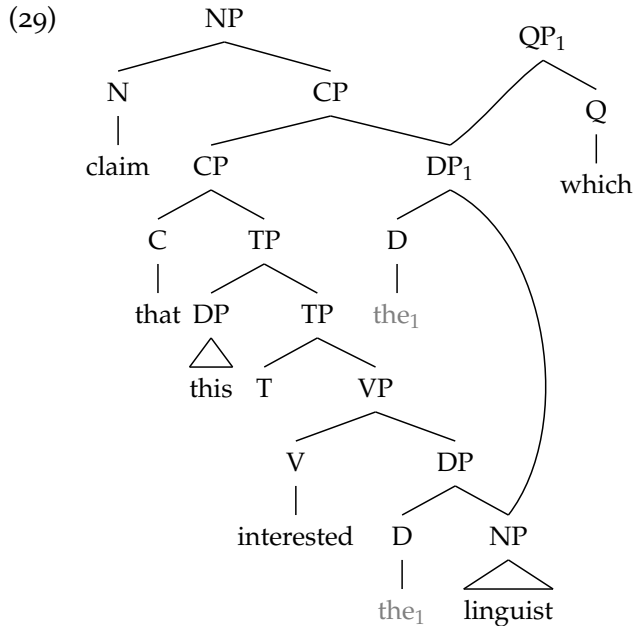 (29)
NP
QP₁
N CP Q
claim CP DP₁ which
C TP D
that DP TP the₁
this T VP
V DP
interested D NP
the₁ linguist